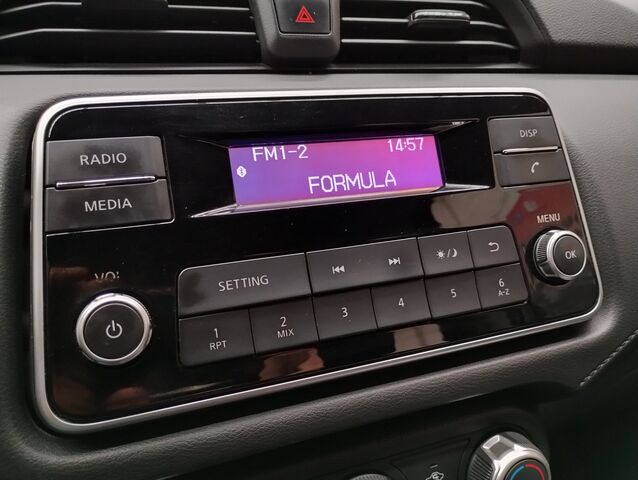 RADIO
MEDIA
FM1-2 14:57
FORMULA
DISP
VOL
SETTING
MENU
OK
1
RPT
2
MIX
3
4
5
6
A-Z